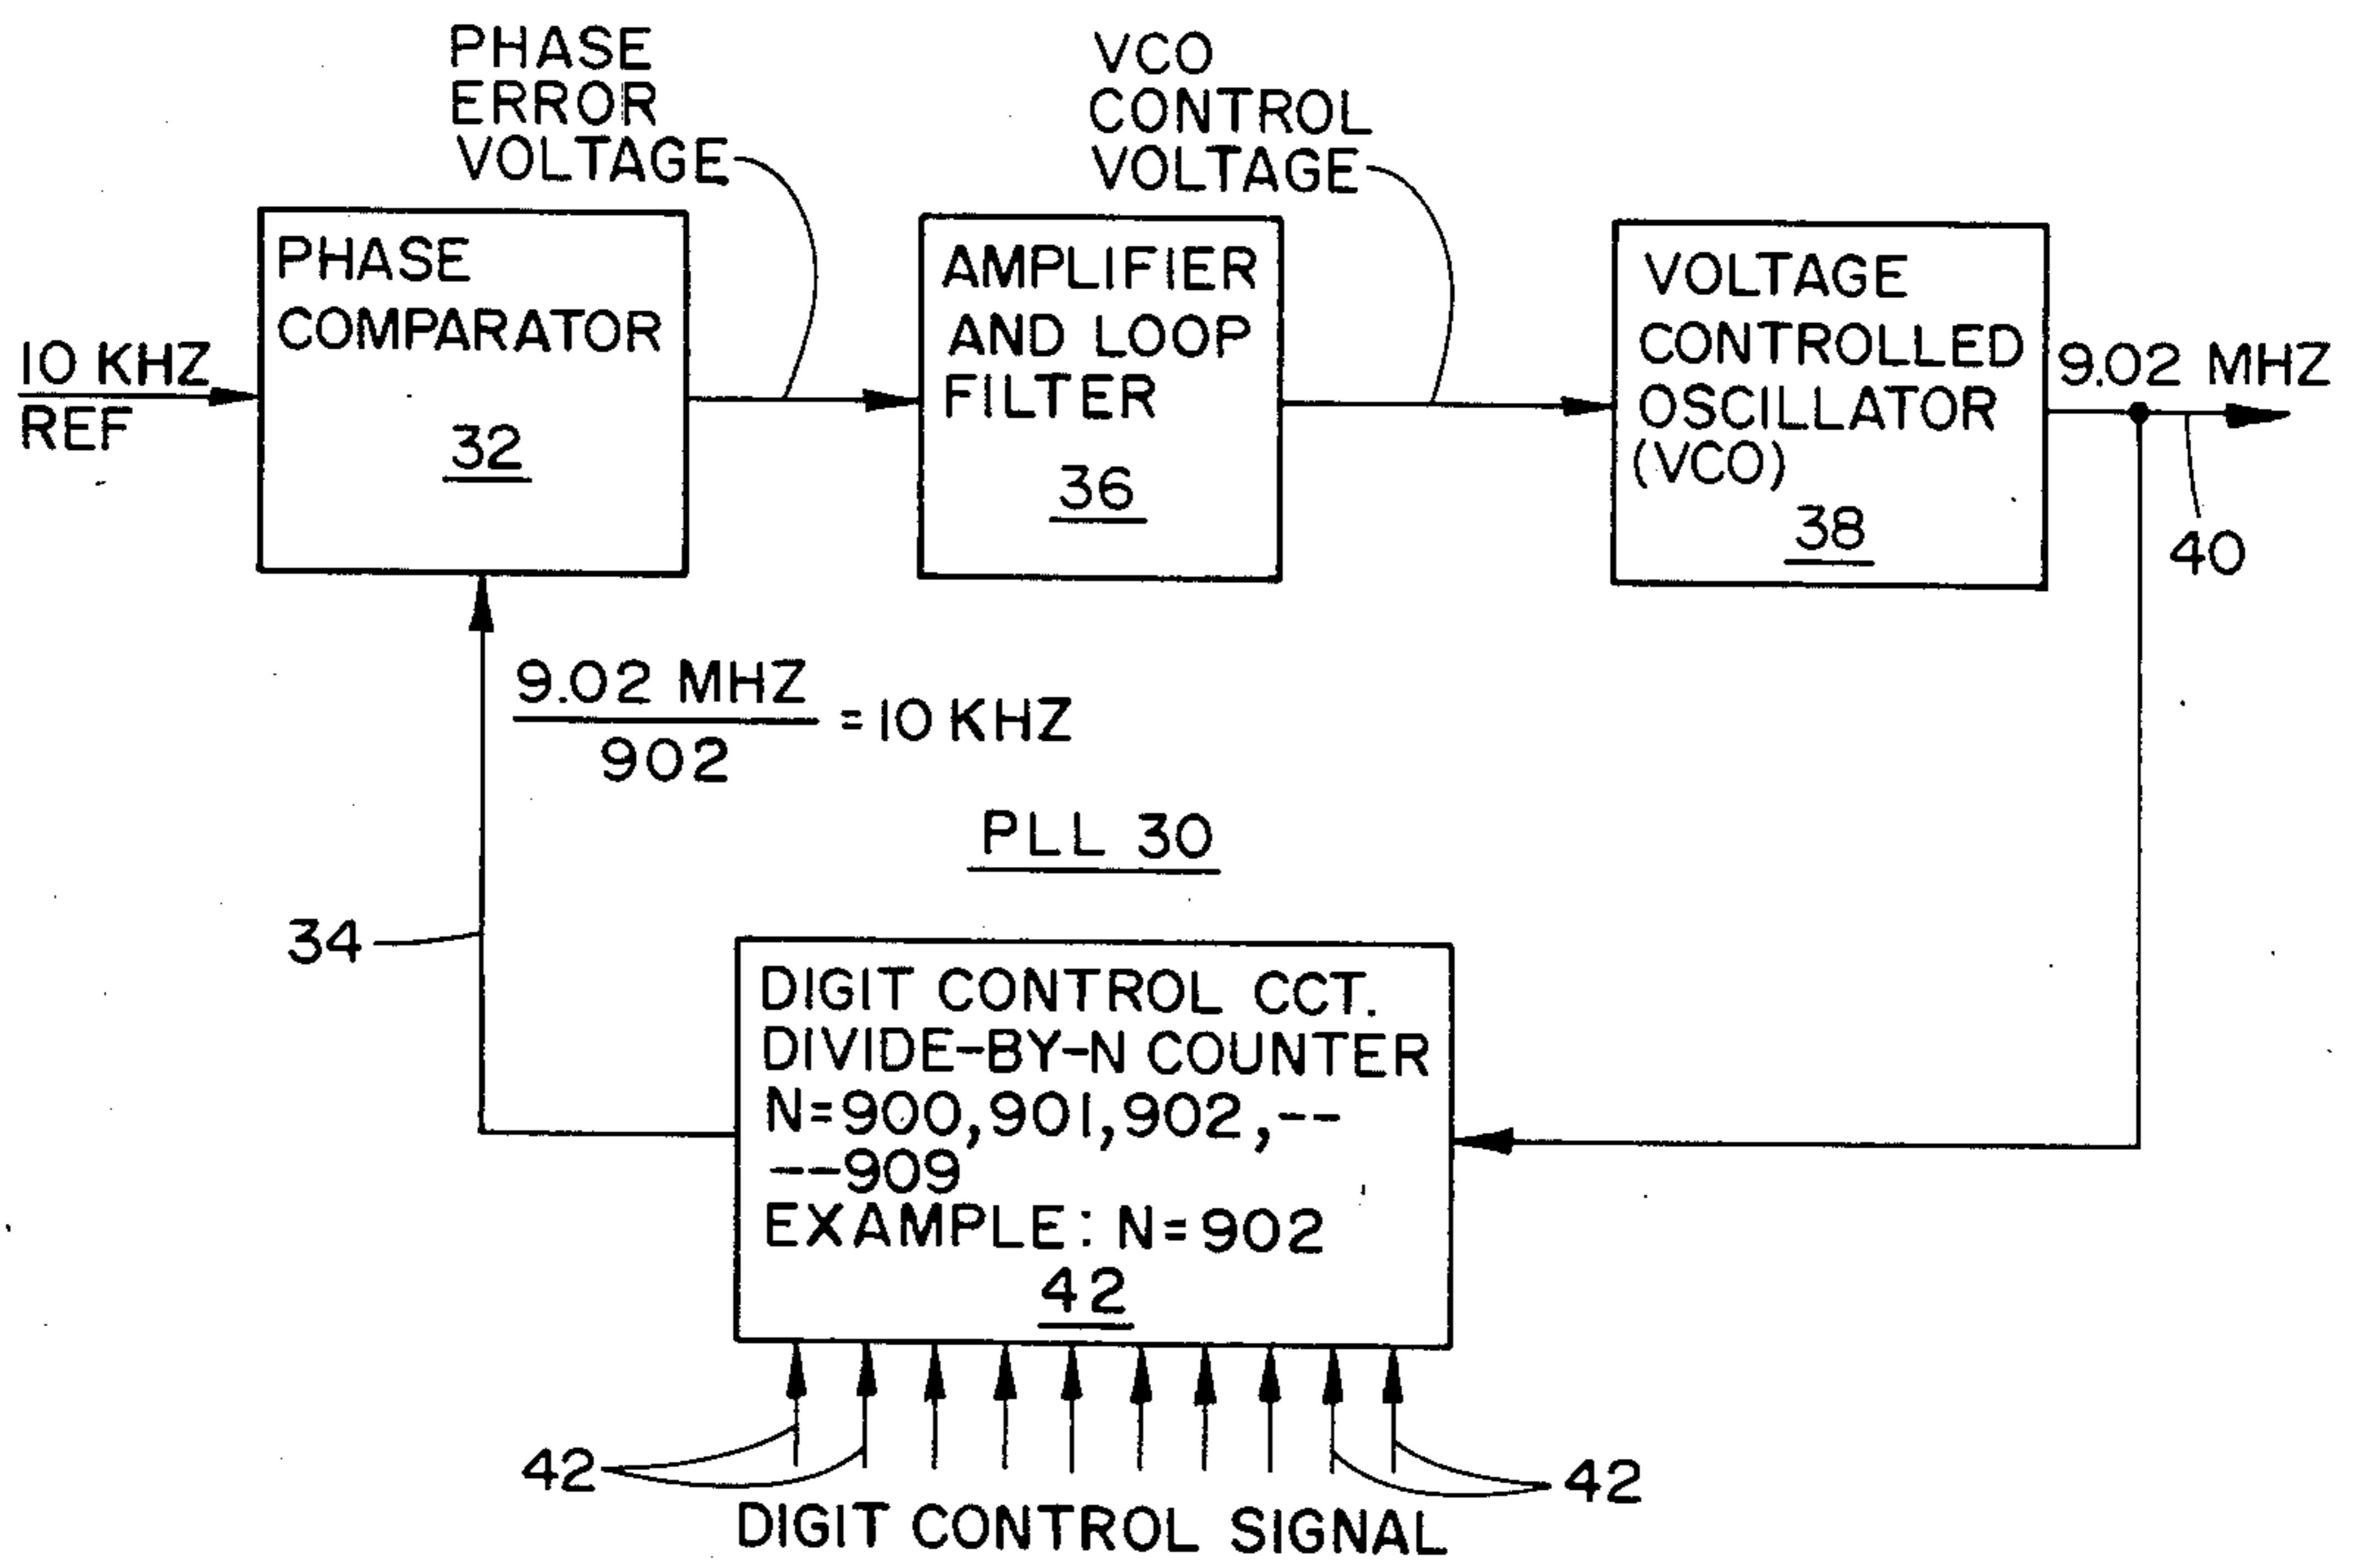 PHASE
ERROR
VOLTAGE
VCO
CONTROL
VOLTAGE
10 KHZ
REF
PHASE
COMPARATOR
32
AMPLIFIER
AND LOOP
FILTER
36
VOLTAGE
CONTROLLED
OSCILLATOR
(VCO)
38
9.02 MHZ
40
9.02 MHZ
902
=10 KHZ
PLL 30
34
DIGIT CONTROL CCT.
DIVIDE-BY-N COUNTER
N=900,901,902,--
--909
EXAMPLE: N=902
42
42
42
DIGIT CONTROL SIGNAL